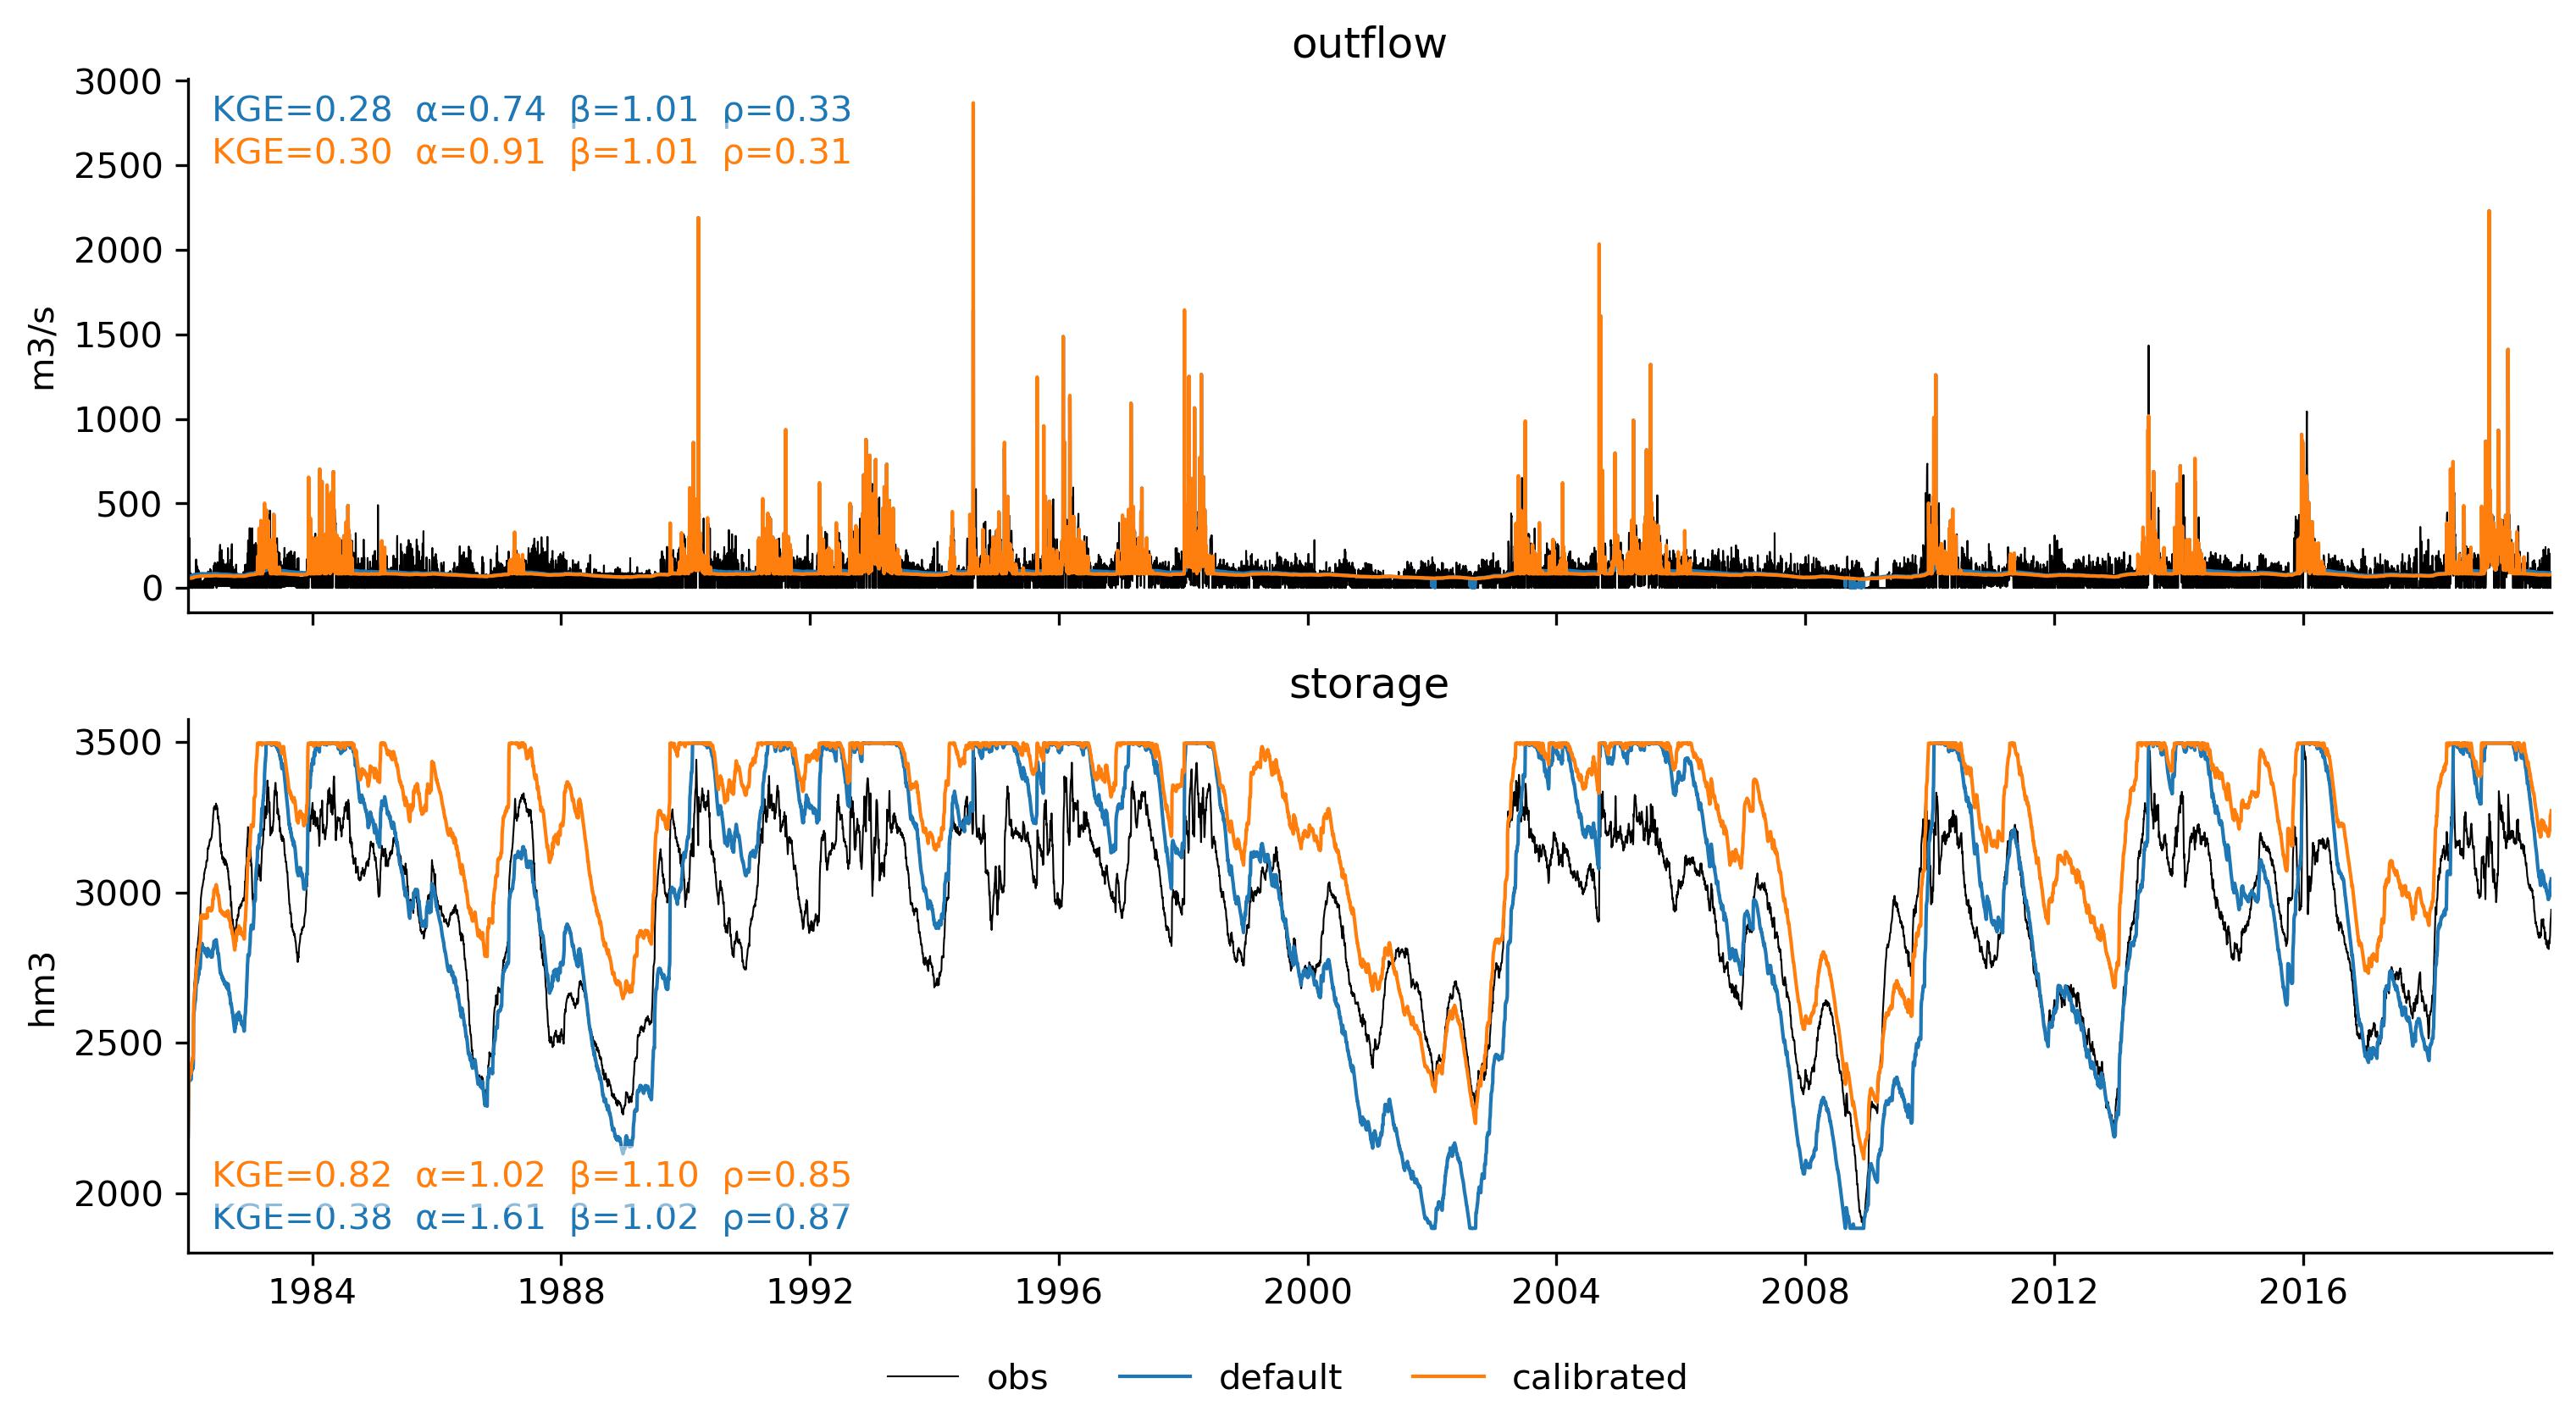 outflow
3000
2500
2000
1500
1000
500
0
m3/s
KGE=0.28 α=0.74 β=1.01 ρ=0.33
KGE=0.30 α=0.91 β=1.01 ρ=0.31
storage
3500
3000
2500
2000
hm3
KGE=0.82 α=1.02 β=1.10 ρ=0.85
KGE=0.38 α=1.61 β=1.02 ρ=0.87
1984 1988 1992 1996 2000 2004 2008 2012 2016
obs default calibrated